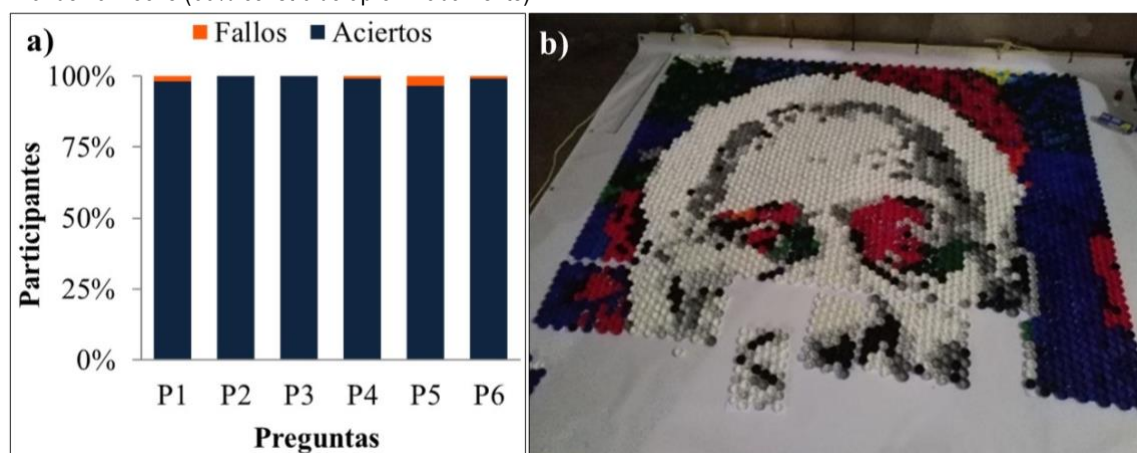 a)
Fallos Aciertos
100%
75%
50%
25%
0%
Participantes
P1 P2 P3 P4 P5 P6
Preguntas
b)